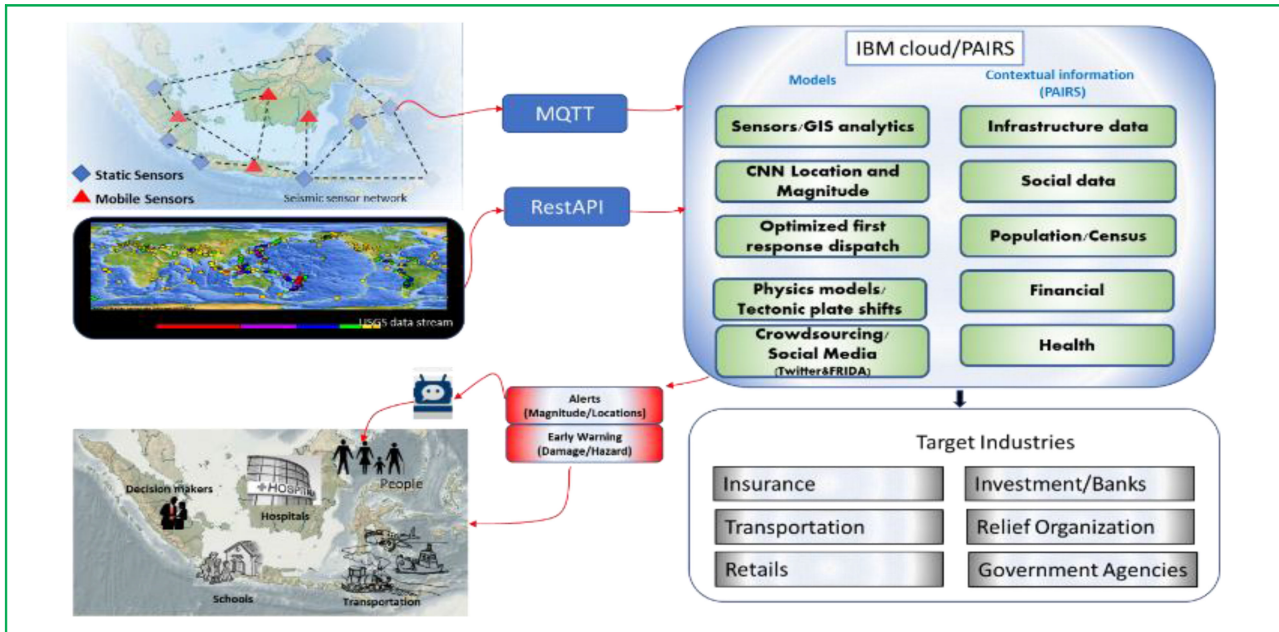 Static Sensors
Mobile Sensors
Seismic sensor network
USGS data stream
MQTT
RestAPI
IBM cloud/PAIRS
Models
Sensors/GIS analytics
CNN Location and
Magnitude
Optimized first
response dispatch
Physics models/
Tectonic plate shifts
Crowdsourcing/
Social Media
(Twitter&FRIDA)
Contextual information
(PAIRS)
Infrastructure data
Social data
Population/Census
Financial
Health
Alerts
(Magnitude/Locations)
Early Warning
(Damage/Hazard)
Decision makers
HOSPITAL
Hospitals
People
Schools
Transportation
Target Industries
Insurance
Investment/Banks
Transportation
Relief Organization
Retails
Government Agencies